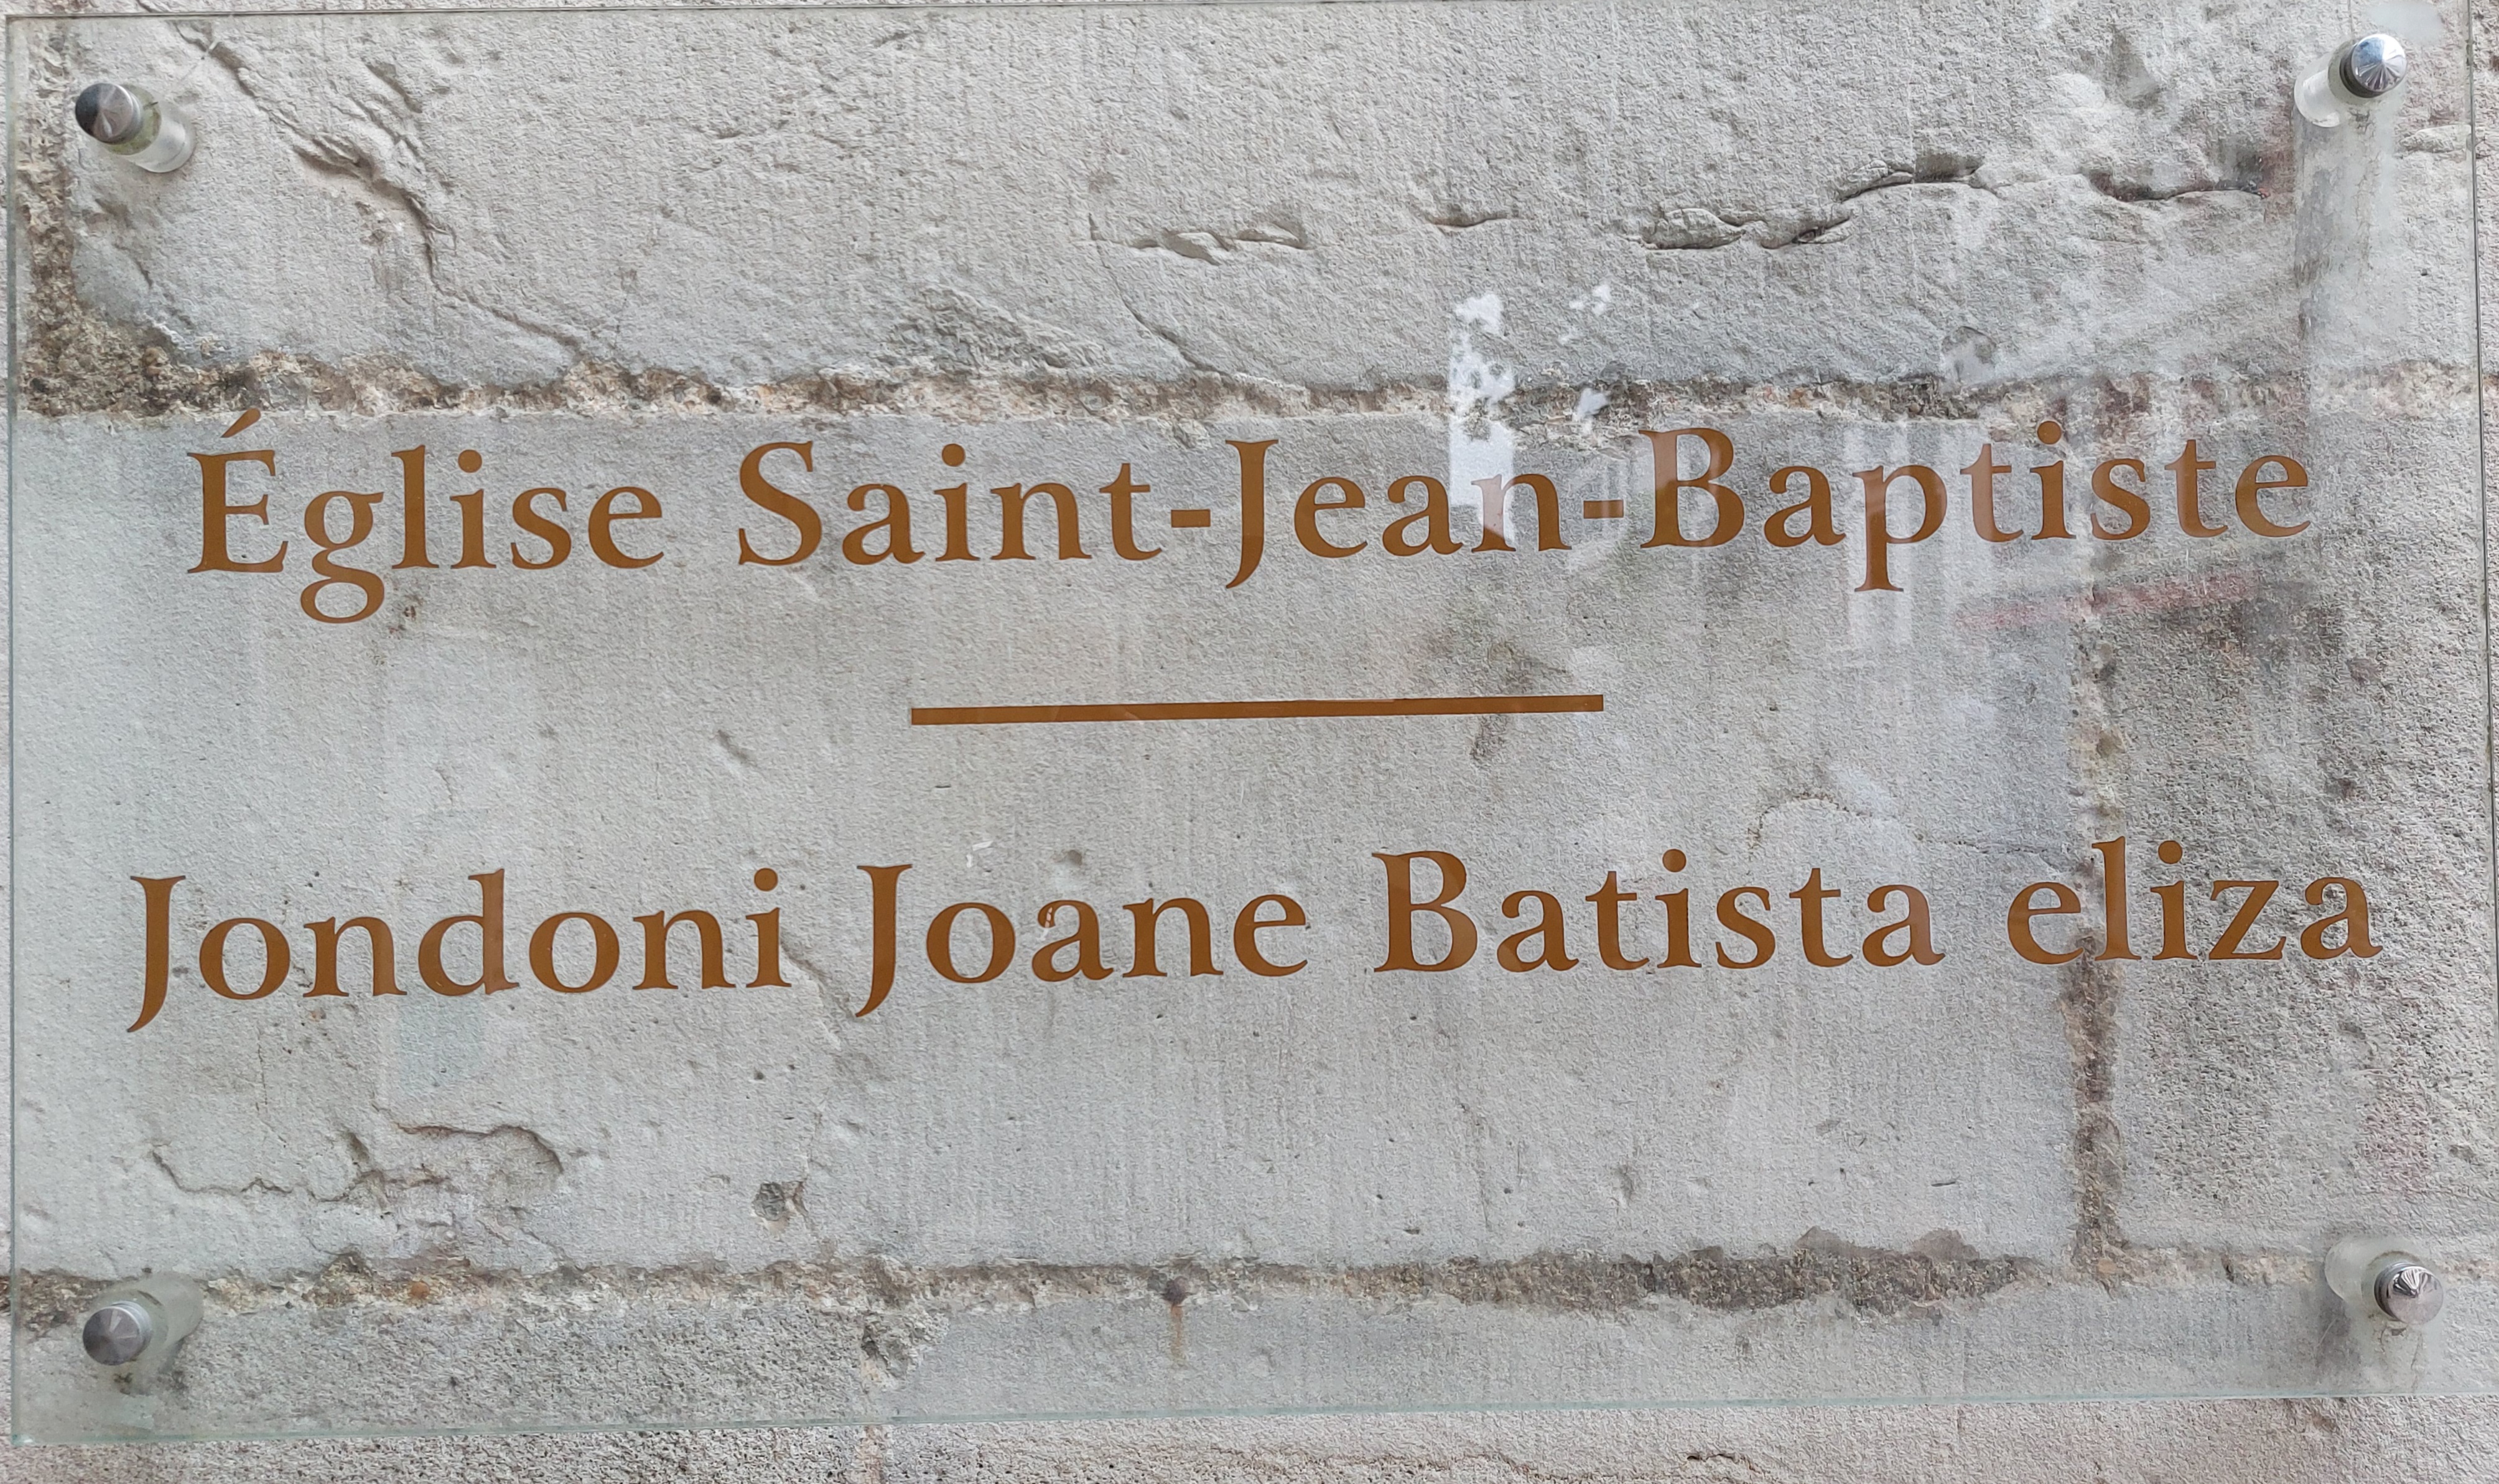 Église Saint-Jean-Baptiste
Jondoni Joane Batista eliza